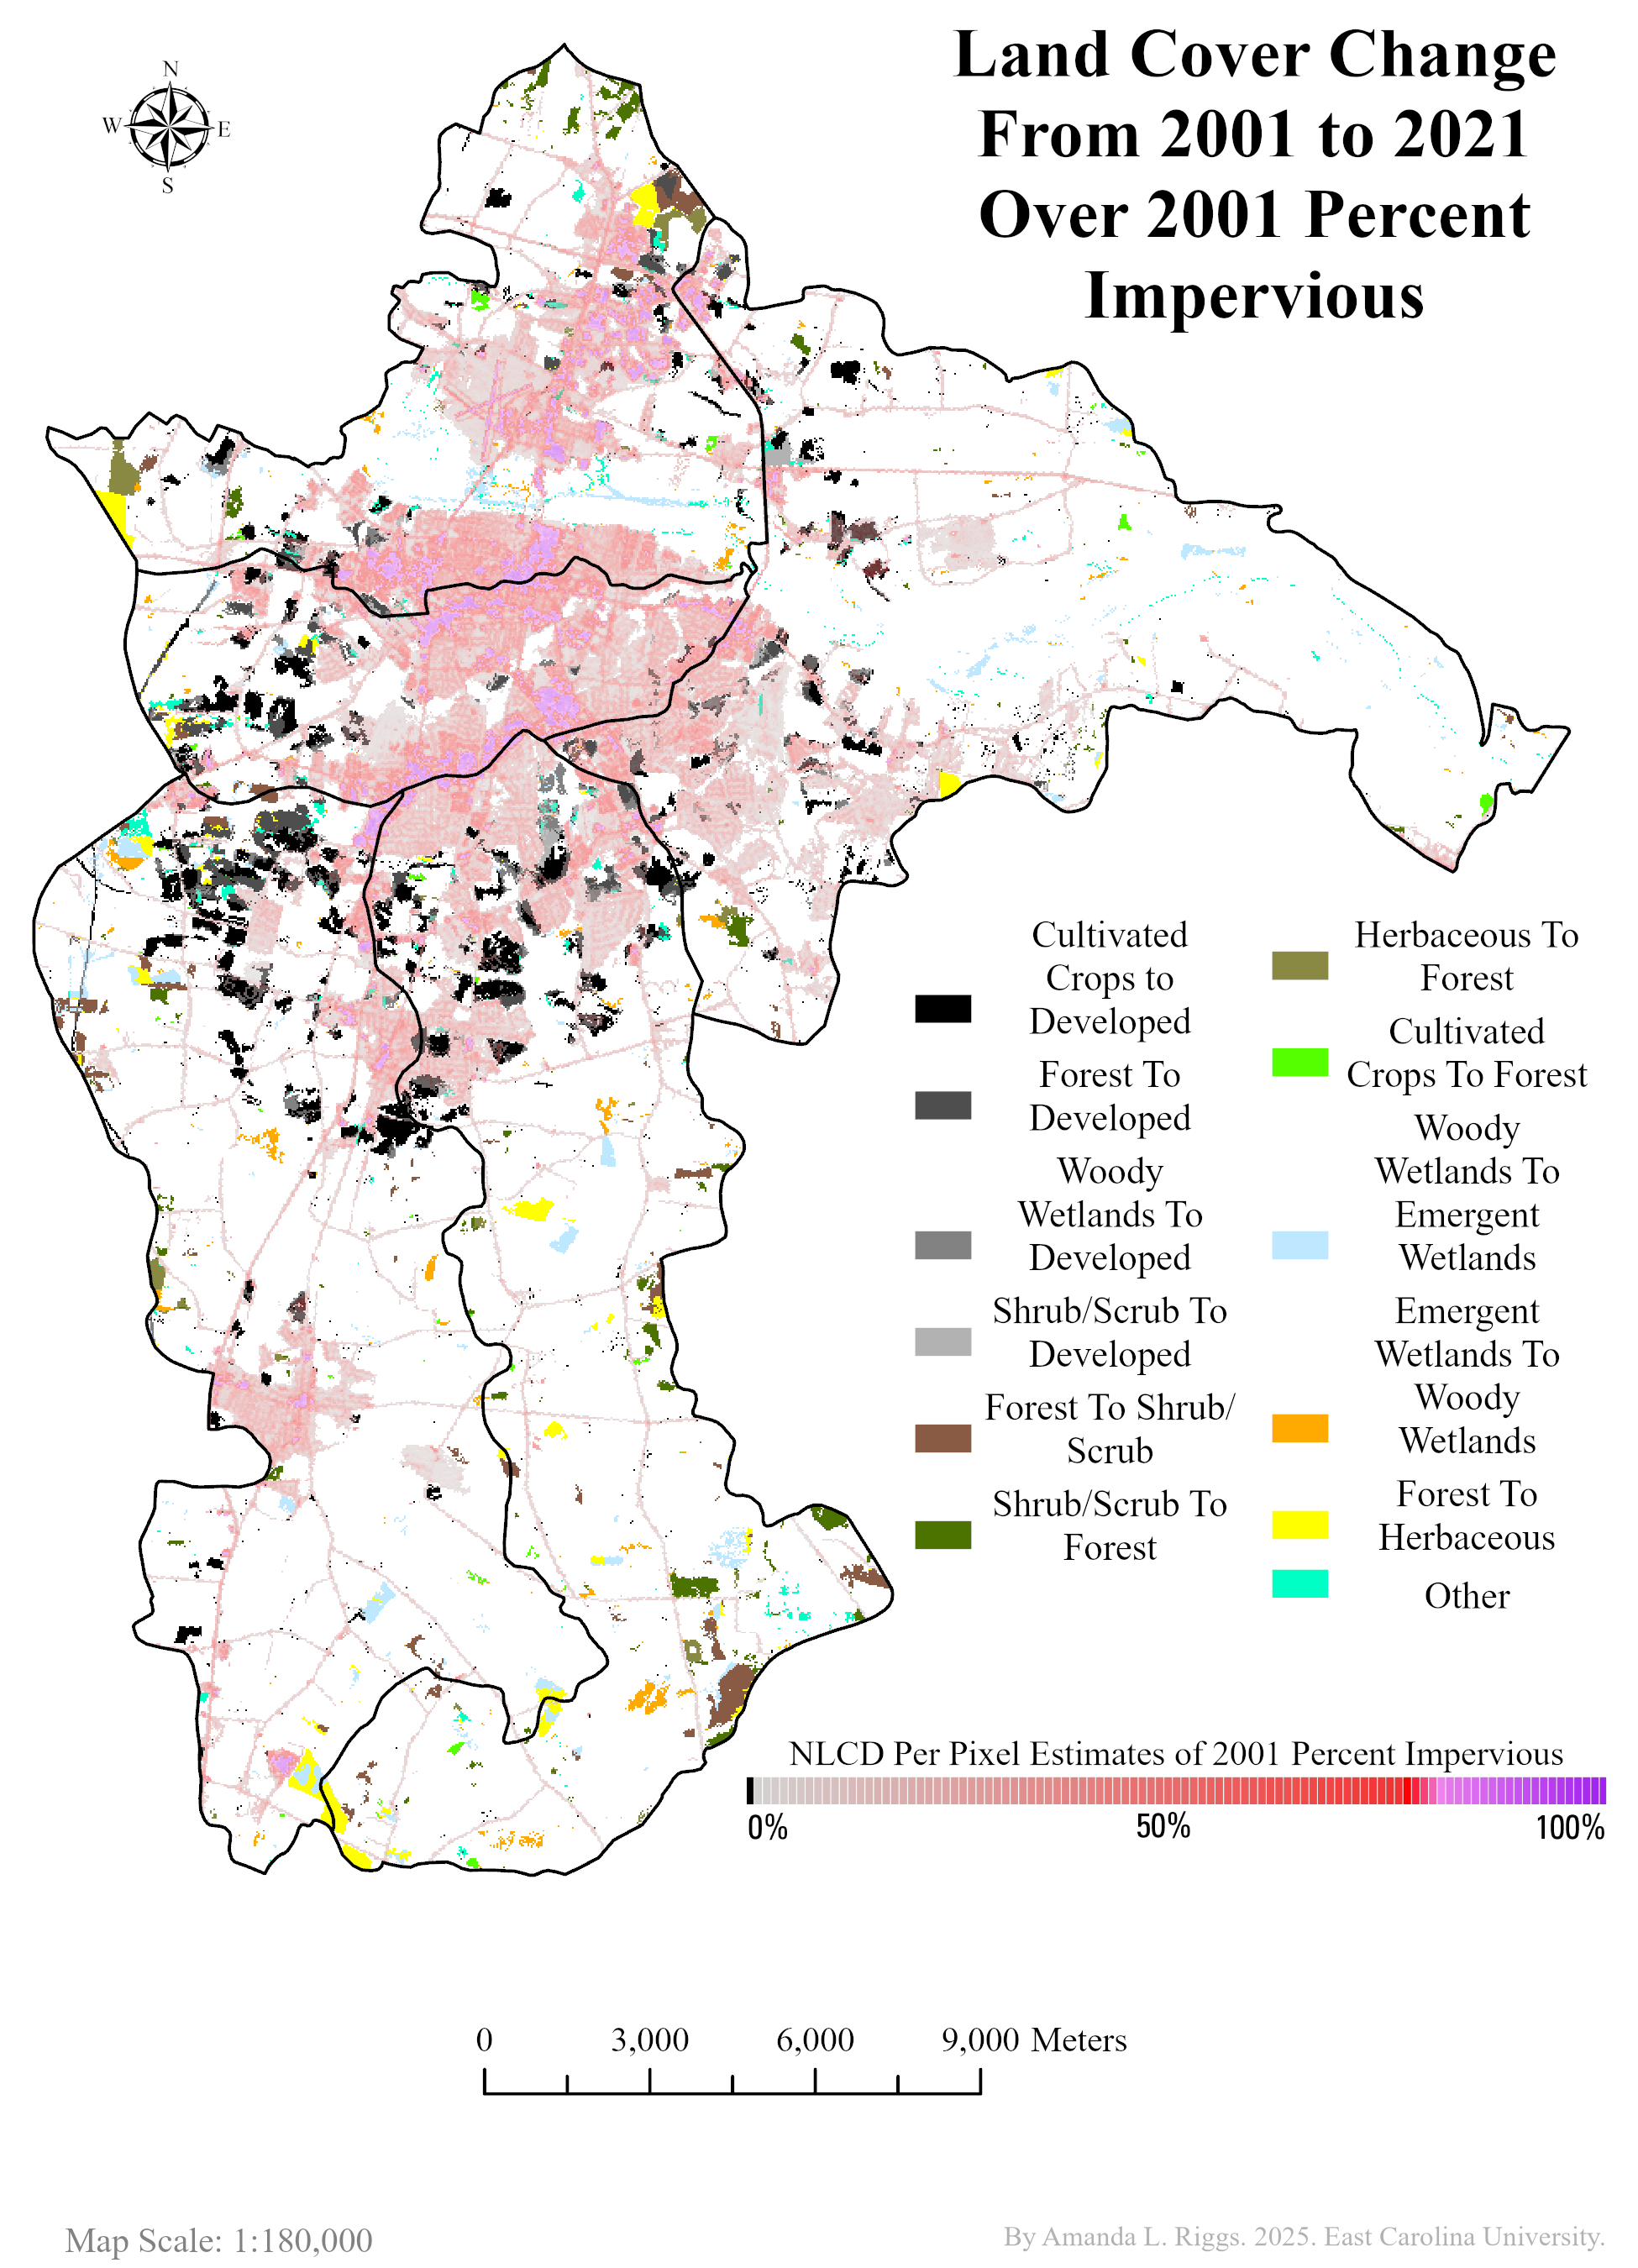 Land Cover Change
From 2001 to 2021
Over 2001 Percent
Impervious
N
W
E
S
Cultivated
Crops to
Developed
Forest To
Developed
Woody
Wetlands To
Developed
Shrub/Scrub To
Developed
Forest To Shrub/
Scrub
Shrub/Scrub To
Forest
Herbaceous To
Forest
Cultivated
Crops To Forest
Woody
Wetlands To
Emergent
Wetlands
Emergent
Wetlands To
Woody
Wetlands
Forest To
Herbaceous
Other
NLCD Per Pixel Estimates of 2001 Percent Impervious
0% 50% 100%
0 3,000 6,000 9,000 Meters
Map Scale: 1:180,000
By Amanda L. Riggs. 2025. East Carolina University.